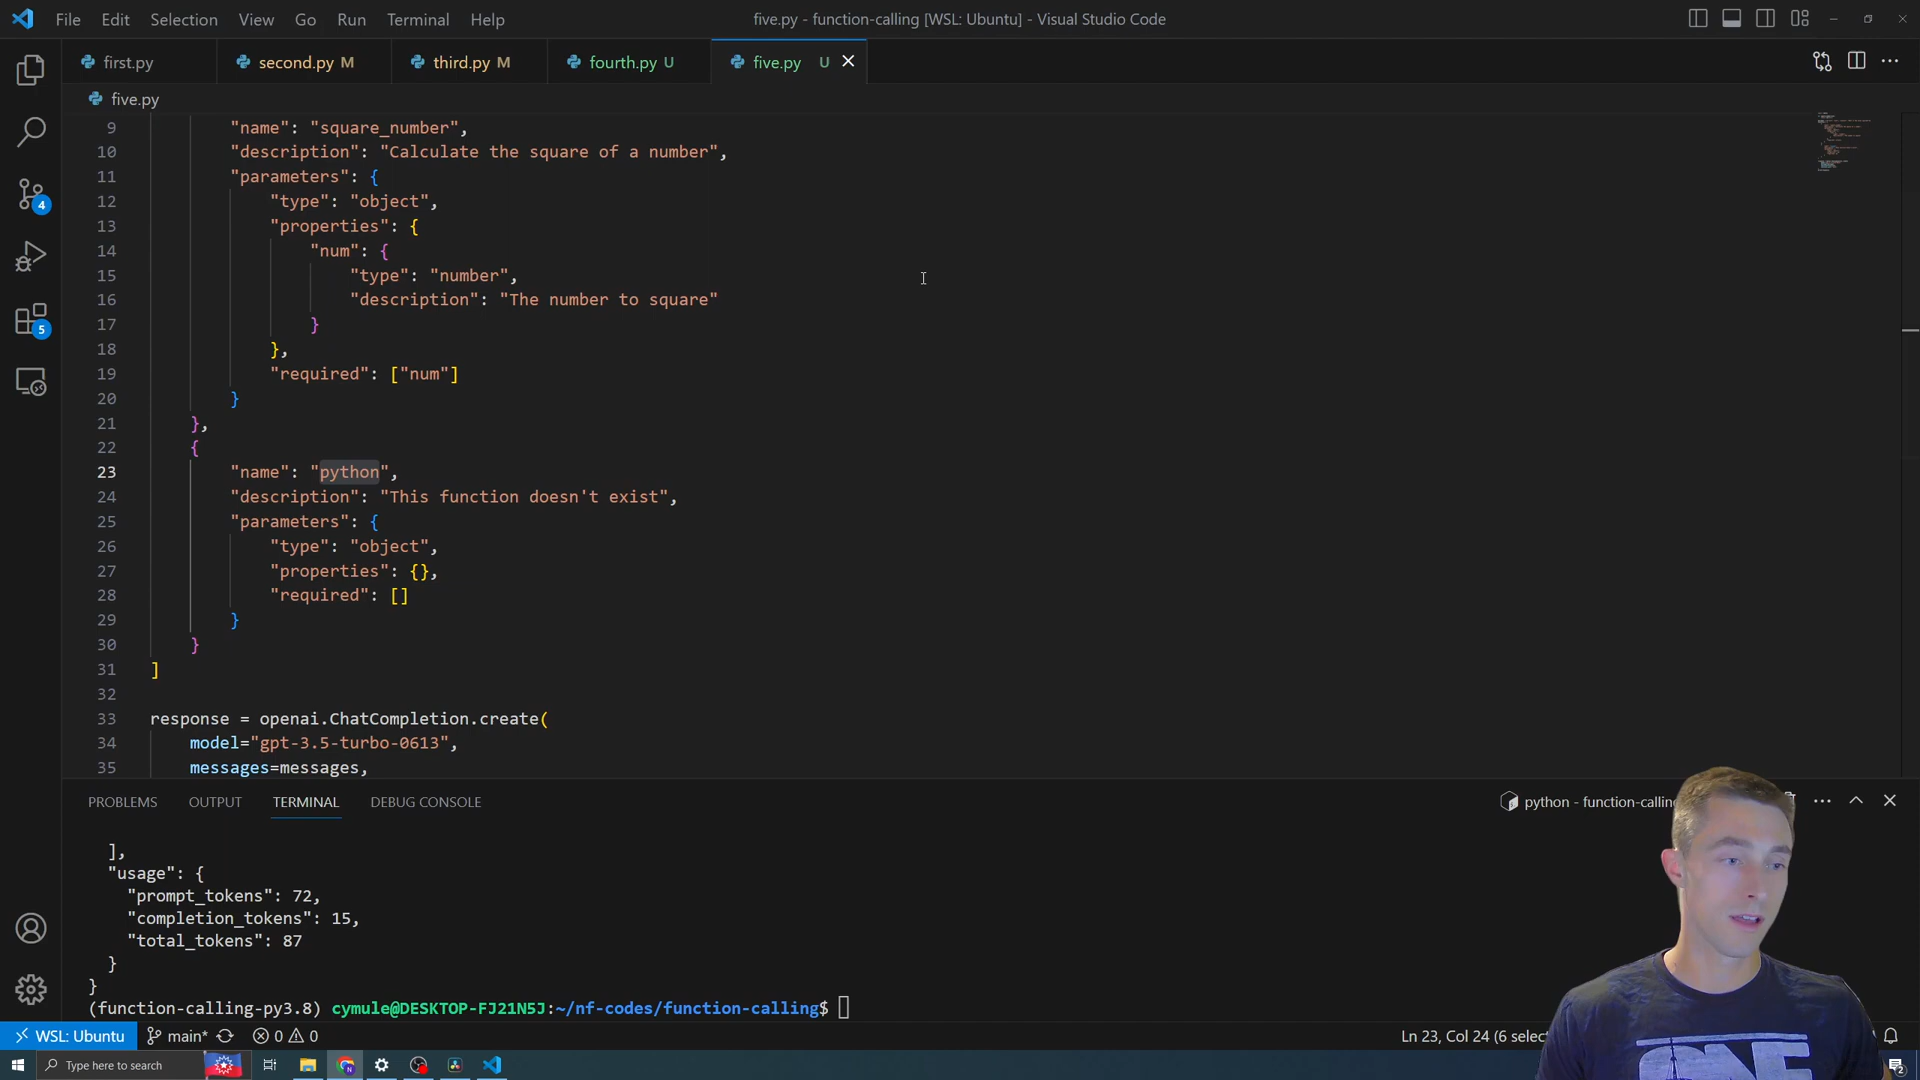 File Edit Selection View Go Run Terminal Help
five.py - function-calling [WSL: Ubuntu] - Visual Studio Code
first.py
second.py M
third.py M
fourth.py U
five.py U
five.py
9 "name": "square_number",
10 "description": "Calculate the square of a number",
11 "parameters": {
12 "type": "object",
13 "properties": {
14 "num": {
15 "type": "number",
16 "description": "The number to square"
17 }
18 },
19 "required": ["num"]
20 }
21 },
22 {
23 "name": "python",
24 "description": "This function doesn't exist",
25 "parameters": {
26 "type": "object",
27 "properties": {},
28 "required": []
29 }
30 }
31 ]
32
33 response = openai.ChatCompletion.create(
34 model="gpt-3.5-turbo-0613",
35 messages=messages,
4
5
PROBLEMS OUTPUT TERMINAL DEBUG CONSOLE
python - function-calling
],
"usage": {
"prompt_tokens": 72,
"completion_tokens": 15,
"total_tokens": 87
}
}
(function-calling-py3.8) cymule@DESKTOP-FJ21N5J:~/nf-codes/function-calling$
WSL: Ubuntu main* 0 0
Ln 23, Col 24 (6 selec
Type here to search
2